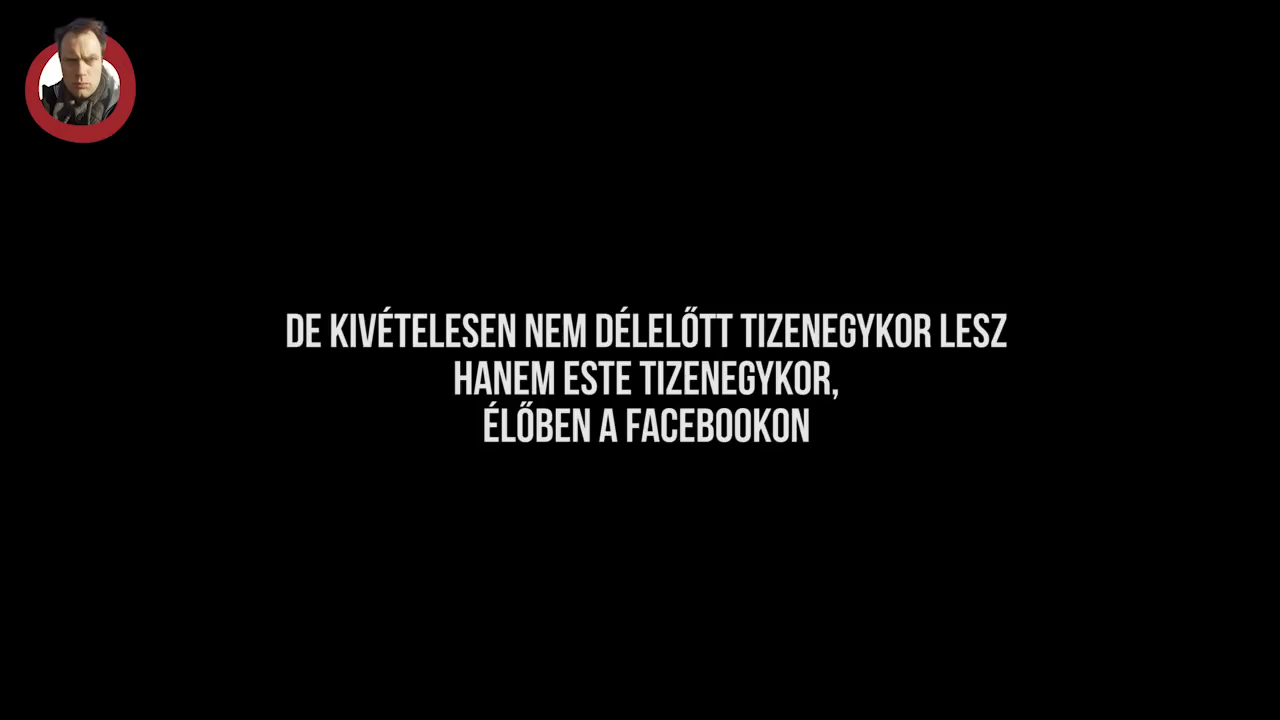 DE KIVÉTELESEN NEM DÉLELŐTT TIZENEGYKOR LESZ
HANEM ESTE TIZENEGYKOR,
ÉLŐBEN A FACEBOOKON